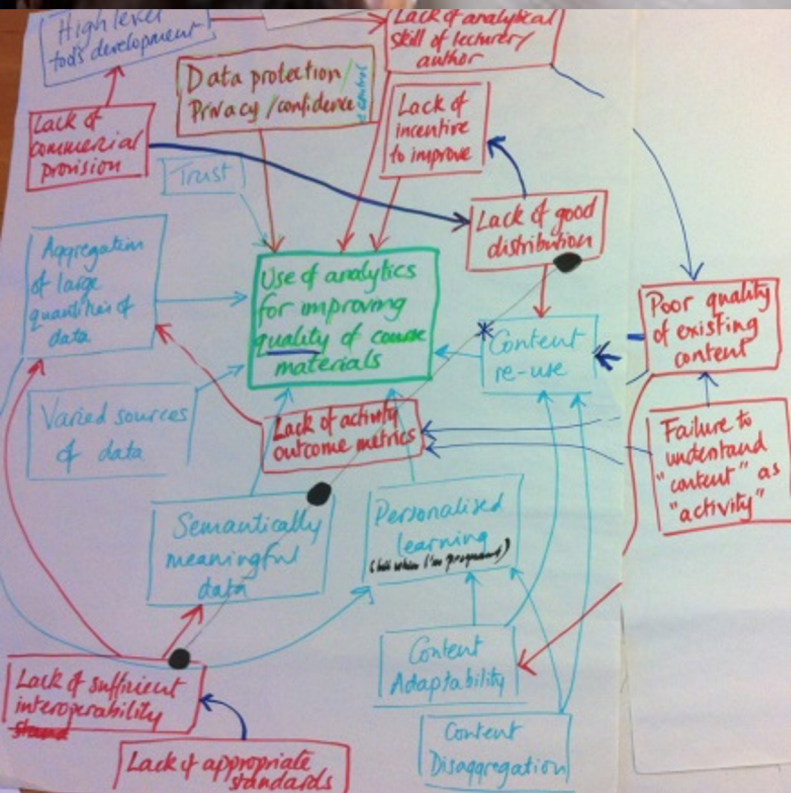 High level
tools development
Lack of analytical
skill of lecturer/
author
Data protection/
Privacy/confidence
& control
Lack of
incentive
to improve
Lack of
commercial
provision
Trust
Lack of good
distribution
Aggregation
of large
quantities of
data
Use of analytics
for improving
quality of course
materials
Poor quality
of existing
content
* Content
re-use
Varied sources
of data
Lack of activity
outcome metrics
Failure to
understand
"content" as
"activity"
Semantically
meaningful
data
Personalised
learning
(tell when I'm pregnant)
Content
Adaptability
Lack of sufficient
interoperability
Content
Disaggregation
Lack of appropriate
standards